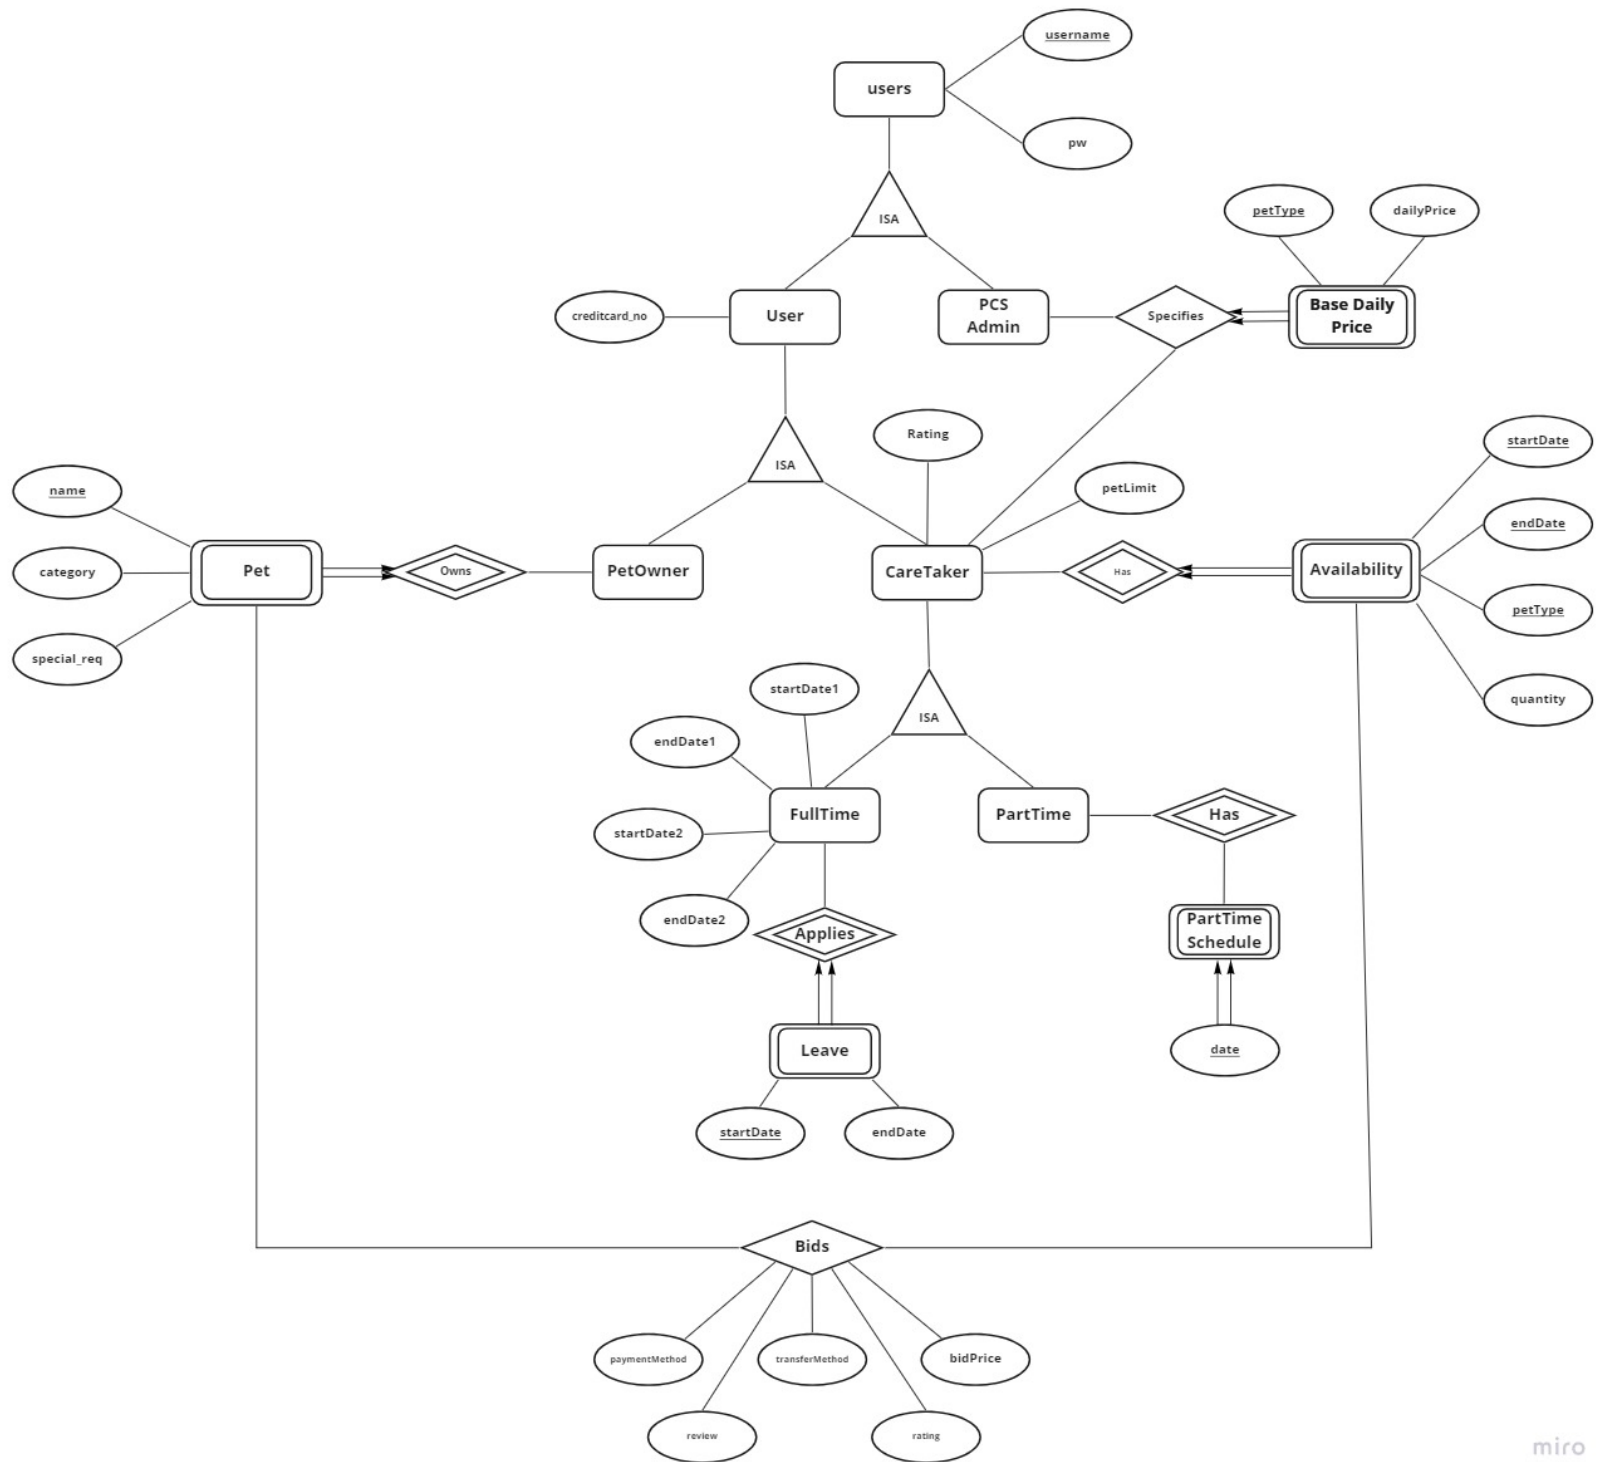 username
users
pw
ISA
petType
dailyPrice
creditcard_no
User
PCS
Admin
Specifies
Base Daily
Price
Rating
startDate
ISA
petLimit
name
endDate
category
Pet
Owns
PetOwner
CareTaker
Has
Availability
petType
special_req
startDate1
quantity
endDate1
ISA
startDate2
FullTime
PartTime
Has
endDate2
Applies
PartTime
Schedule
Leave
date
startDate
endDate
Bids
paymentMethod
transferMethod
bidPrice
review
rating
miro